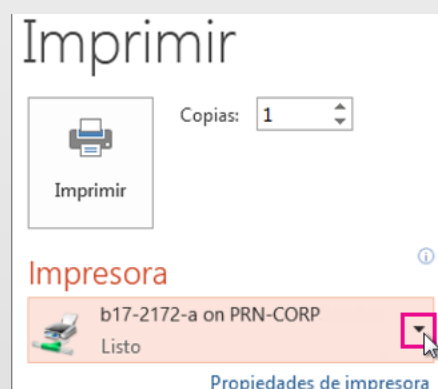 Imprimir
Copias: 1
Imprimir
Impresora
b17-2172-a on PRN-CORP
Listo
Propiedades de impresora